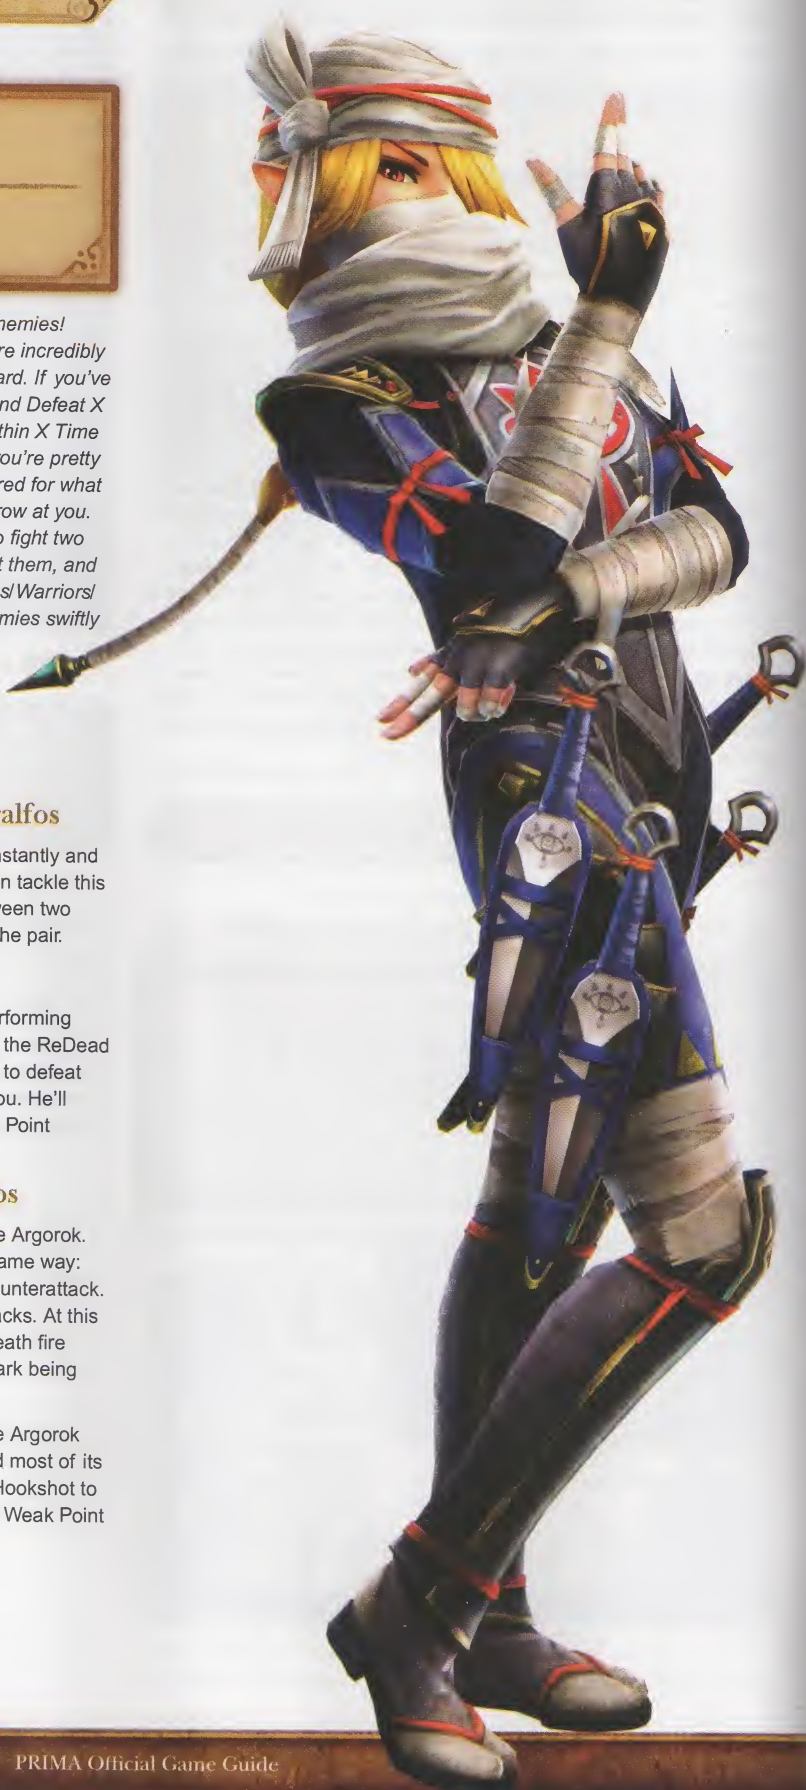 nemies!
re incredibly
ard. If you've
nd Defeat X
thin X Time
ou're pretty
red for what
row at you.
o fight two
t them, and
s/Warriors/
mies swiftly
alfos
nstantly and
n tackle this
veen two
he pair.
rforming
the ReDead
to defeat
ou. He'll
Point
os
e Argorok.
ame way:
unterattack.
acks. At this
eath fire
ark being
e Argorok
d most of its
Hookshot to
Weak Point
PRIMA Official Game Guide